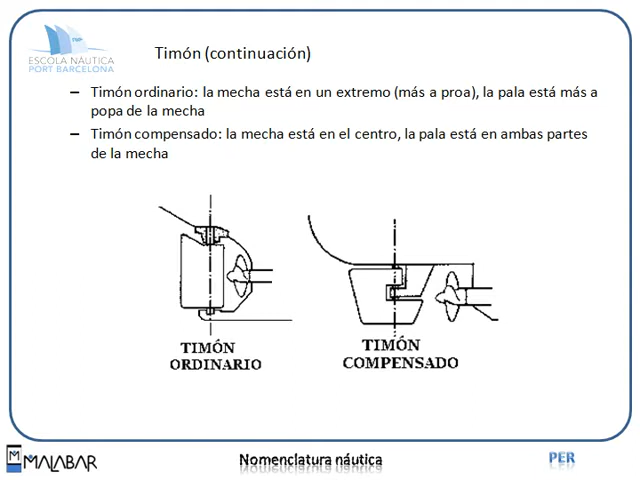 ESCOLA NÀUTICA
PORT BARCELONA
Timón (continuación)
– Timón ordinario: la mecha está en un extremo (más a proa), la pala está más a
popa de la mecha
– Timón compensado: la mecha está en el centro, la pala está en ambas partes
de la mecha
TIMÓN
ORDINARIO
TIMÓN
COMPENSADO
MALABAR
Nomenclatura náutica
PER